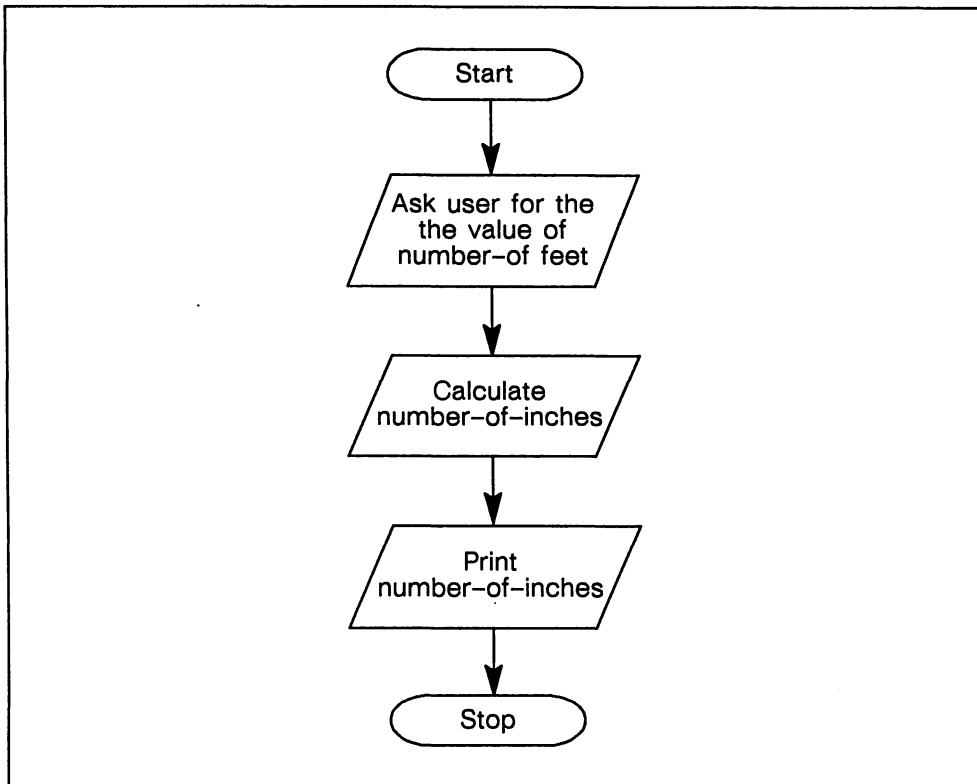 Start
Ask user for the
the value of
number–of feet
Calculate
number–of–inches
Print
number–of–inches
Stop